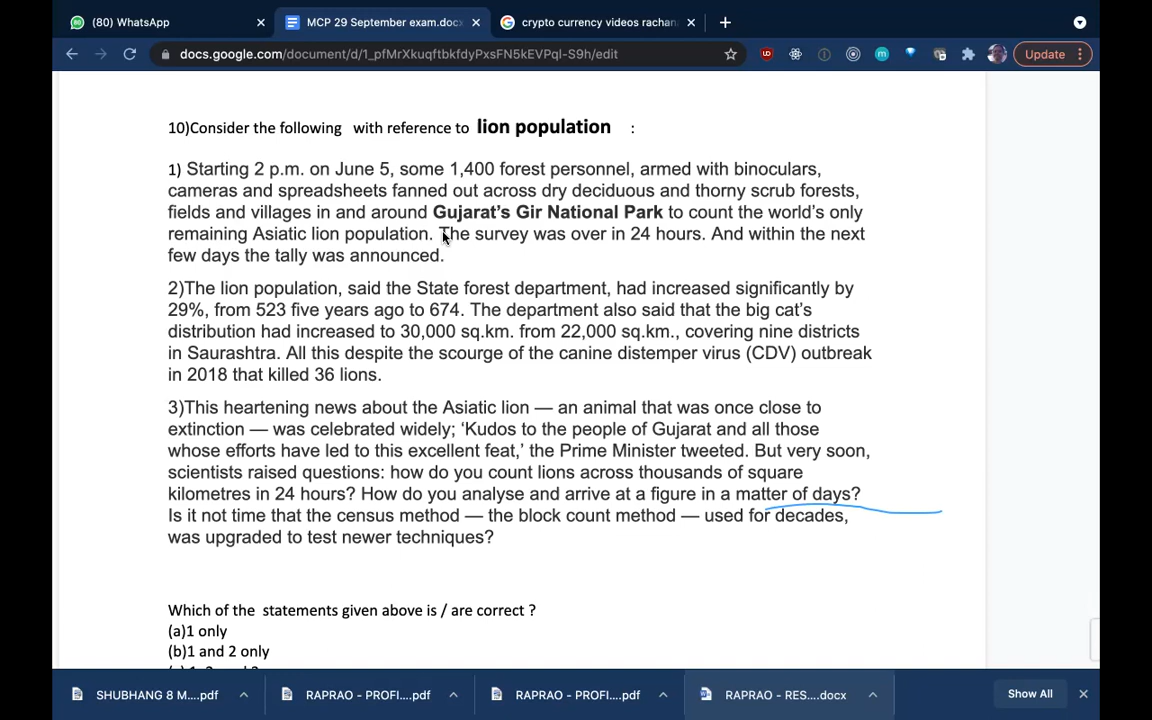 (80) WhatsApp
MCP 29 September exam.docx
crypto currency videos rachan
docs.google.com/document/d/1_pfMrXkuqftbkfdyPxsFN5kEVPql-S9h/edit
Update
10)Consider the following with reference to lion population :
1) Starting 2 p.m. on June 5, some 1,400 forest personnel, armed with binoculars,
cameras and spreadsheets fanned out across dry deciduous and thorny scrub forests,
fields and villages in and around Gujarat's Gir National Park to count the world's only
remaining Asiatic lion population. The survey was over in 24 hours. And within the next
few days the tally was announced.
2)The lion population, said the State forest department, had increased significantly by
29%, from 523 five years ago to 674. The department also said that the big cat's
distribution had increased to 30,000 sq.km. from 22,000 sq.km., covering nine districts
in Saurashtra. All this despite the scourge of the canine distemper virus (CDV) outbreak
in 2018 that killed 36 lions.
3)This heartening news about the Asiatic lion — an animal that was once close to
extinction — was celebrated widely; 'Kudos to the people of Gujarat and all those
whose efforts have led to this excellent feat,' the Prime Minister tweeted. But very soon,
scientists raised questions: how do you count lions across thousands of square
kilometres in 24 hours? How do you analyse and arrive at a figure in a matter of days?
Is it not time that the census method — the block count method — used for decades,
was upgraded to test newer techniques?
Which of the statements given above is / are correct ?
(a)1 only
(b)1 and 2 only
SHUBHANG 8 M....pdf
RAPRAO - PROFI....pdf
RAPRAO - PROFI....pdf
RAPRAO - RES....docx
Show All